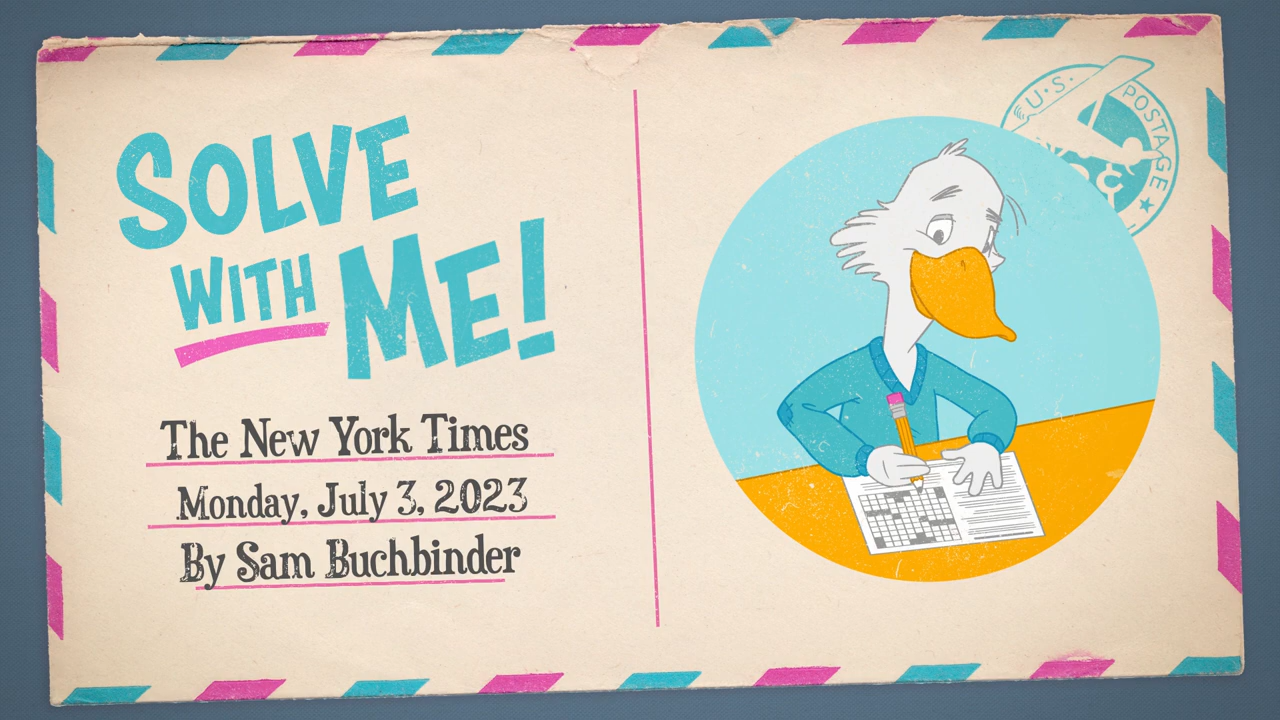 SOLVE
WITH ME!
The New York Times
Monday, July 3, 2023
By Sam Buchbinder
U.S. POSTAGE